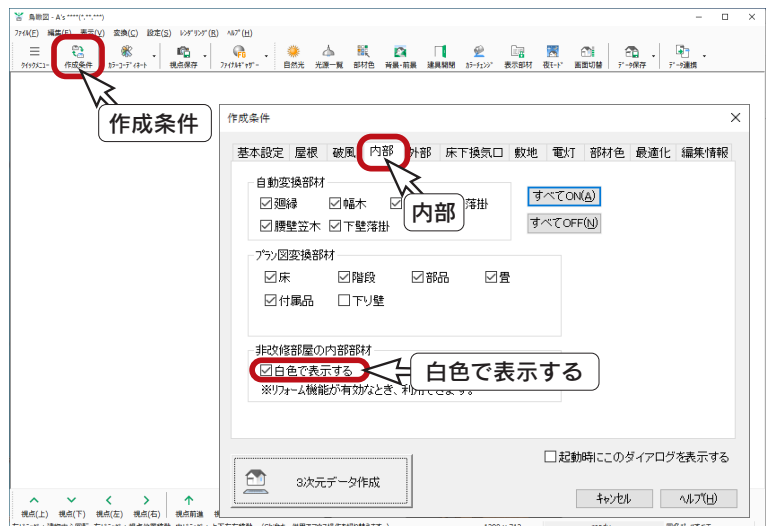 鳥瞰図 - A's ****(*.**.***)
ファイル(F) 編集(E) 表示(V) 変換(C) 設定(S) レンダリング(R) ヘルプ(H)
クイックメニュー 作成条件 カラーコーディネート 視点保存 ファイナルギャザー 自然光 光源一覧 部材色 背景・前景 建具開閉 カラーチェンジ 表示部材 夜モード 画面切替 データ保存 データ連携
作成条件
作成条件
基本設定 屋根 破風 内部 外部 床下換気口 敷地 電灯 部材色 最適化 編集情報
内部
自動変換部材
廻縁 幅木 落掛
腰壁笠木 下壁落掛
すべてON(A)
すべてOFF(N)
プラン図変換部材
床 階段 部品 畳
付属品 下り壁
非改修部屋の内部部材
白色で表示する
白色で表示する
※リフォーム機能が有効なとき、利用できます。
起動時にこのダイアログを表示する
3次元データ作成
キャンセル ヘルプ(H)
視点(上) 視点(下) 視点(左) 視点(右) 視点前進